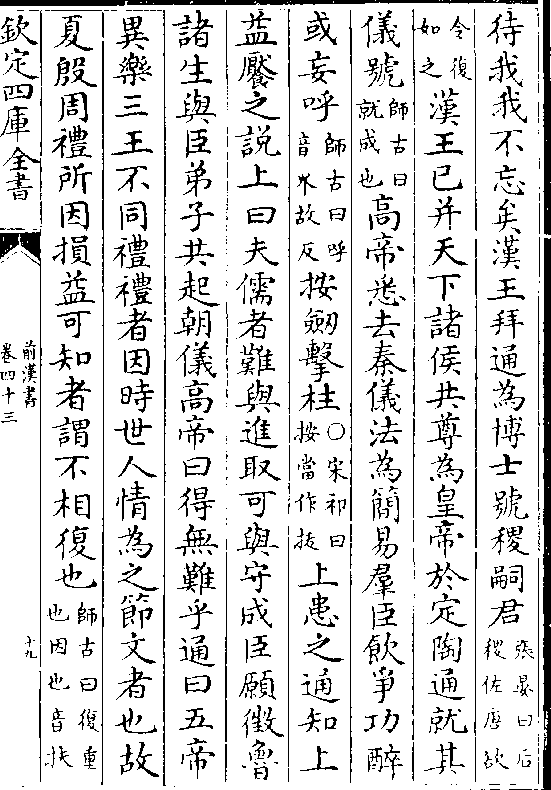 待我我不忘矣漢王拜通為博士號稷嗣君張晏曰后稷佐唐欲
令復如之漢王已并天下諸侯共尊為皇帝於定陶通就其
儀號師古曰就成也高帝悉去秦儀法為簡易羣臣飲爭功醉
或妄呼師古曰呼音火故反按劒擊柱○宋祁曰按當作拔上患之通知上
益饜之說上曰夫儒者難與進取可與守成臣願徵魯
諸生與臣弟子共起朝儀高帝曰得無難乎通曰五帝
異樂三王不同禮禮者因時世人情為之節文者也故
夏殷周禮所因損益可知者謂不相復也師古曰復重也因也音扶
欽定四庫全書
前漢書
卷四十三
十九